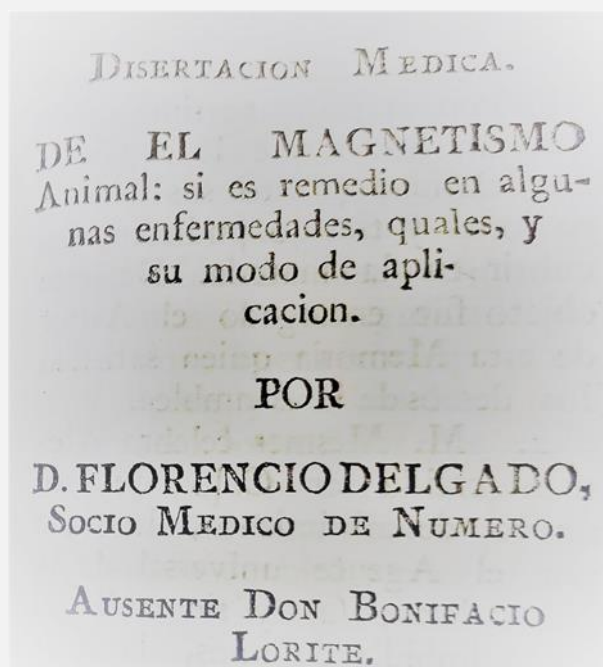 DISERTACION MEDICA.
DE EL MAGNETISMO
Animal: si es remedio en algu-
nas enfermedades, quales, y
su modo de apli-
cacion.
POR
D. FLORENCIO DELGADO,
SOCIO MEDICO DE NUMERO.
AUSENTE DON BONIFACIO
LORITE.